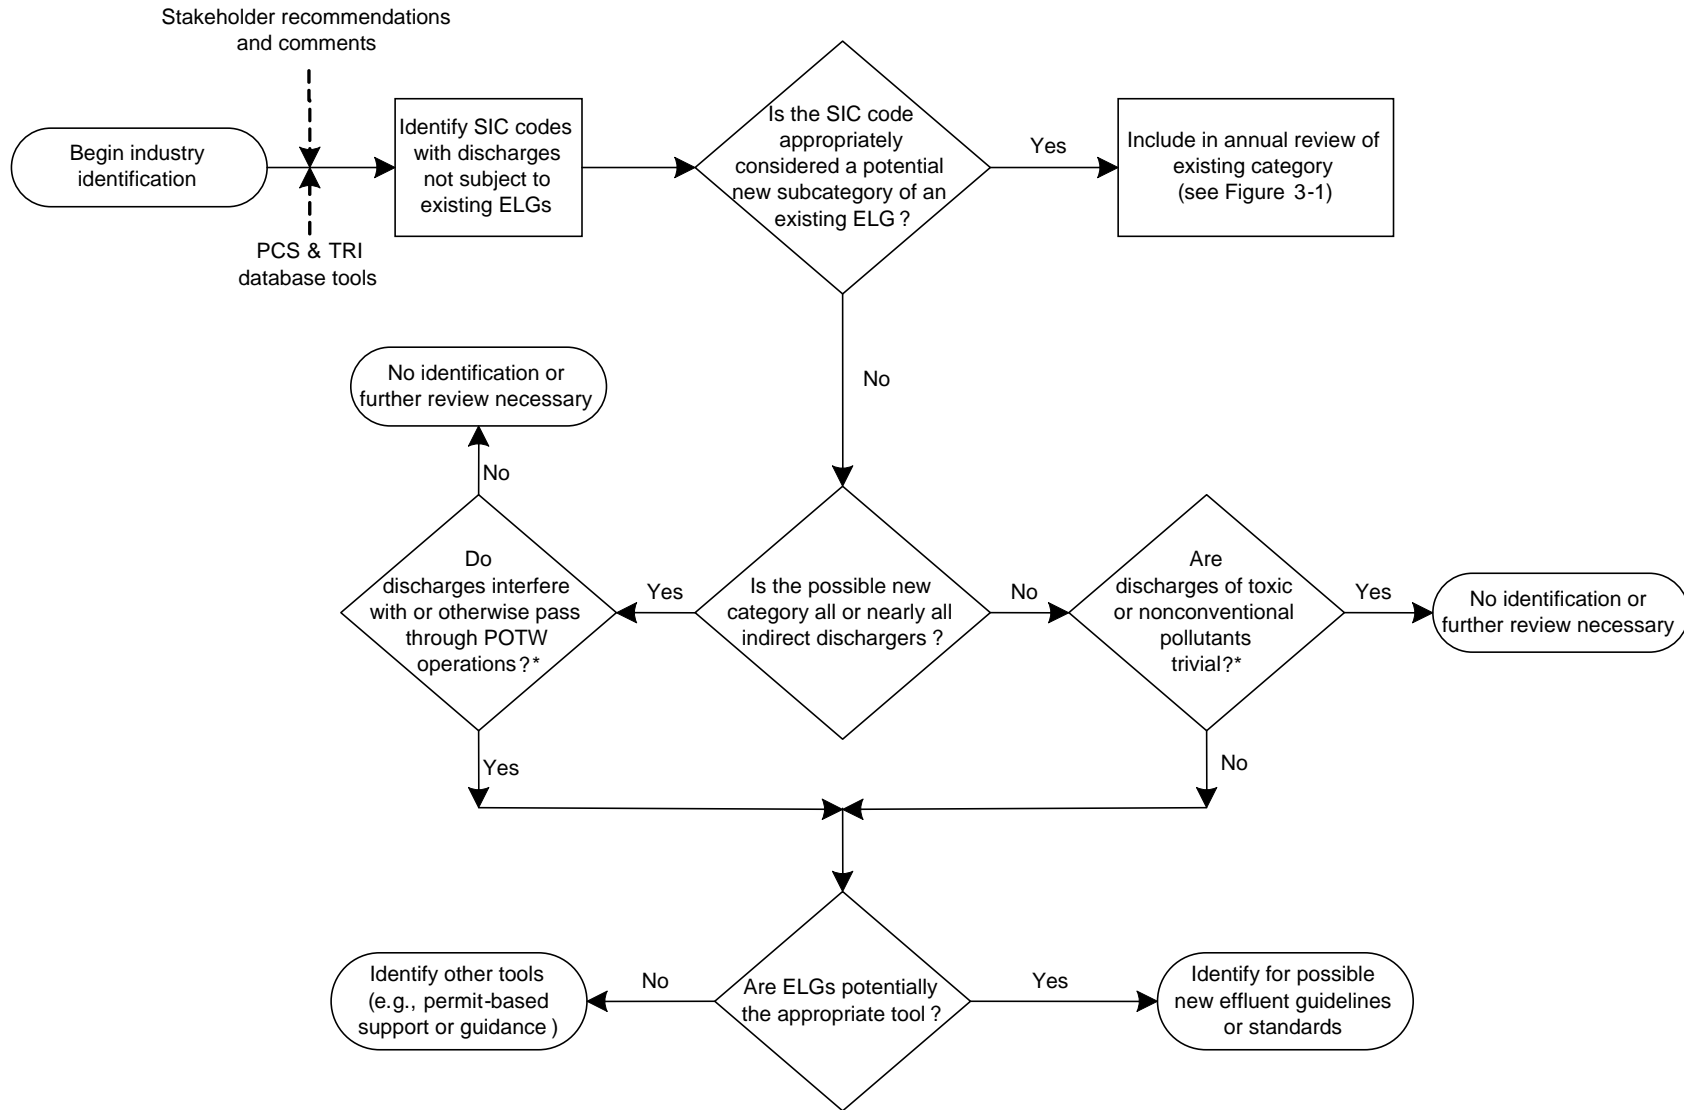 Stakeholder recommendations
and comments
Begin industry
identification
PCS & TRI
database tools
Identify SIC codes
with discharges
not subject to
existing ELGs
Is the SIC code
appropriately
considered a potential
new subcategory of an
existing ELG?
Yes
Include in annual review of
existing category
(see Figure 3-1)
No
No identification or
further review necessary
No
Do
discharges interfere
with or otherwise pass
through POTW
operations?*
Yes
Is the possible new
category all or nearly all
indirect dischargers?
No
Are
discharges of toxic
or nonconventional
pollutants
trivial?*
Yes
No identification or
further review necessary
Yes
No
Identify other tools
(e.g., permit-based
support or guidance)
No
Are ELGs potentially
the appropriate tool?
Yes
Identify for possible
new effluent guidelines
or standards